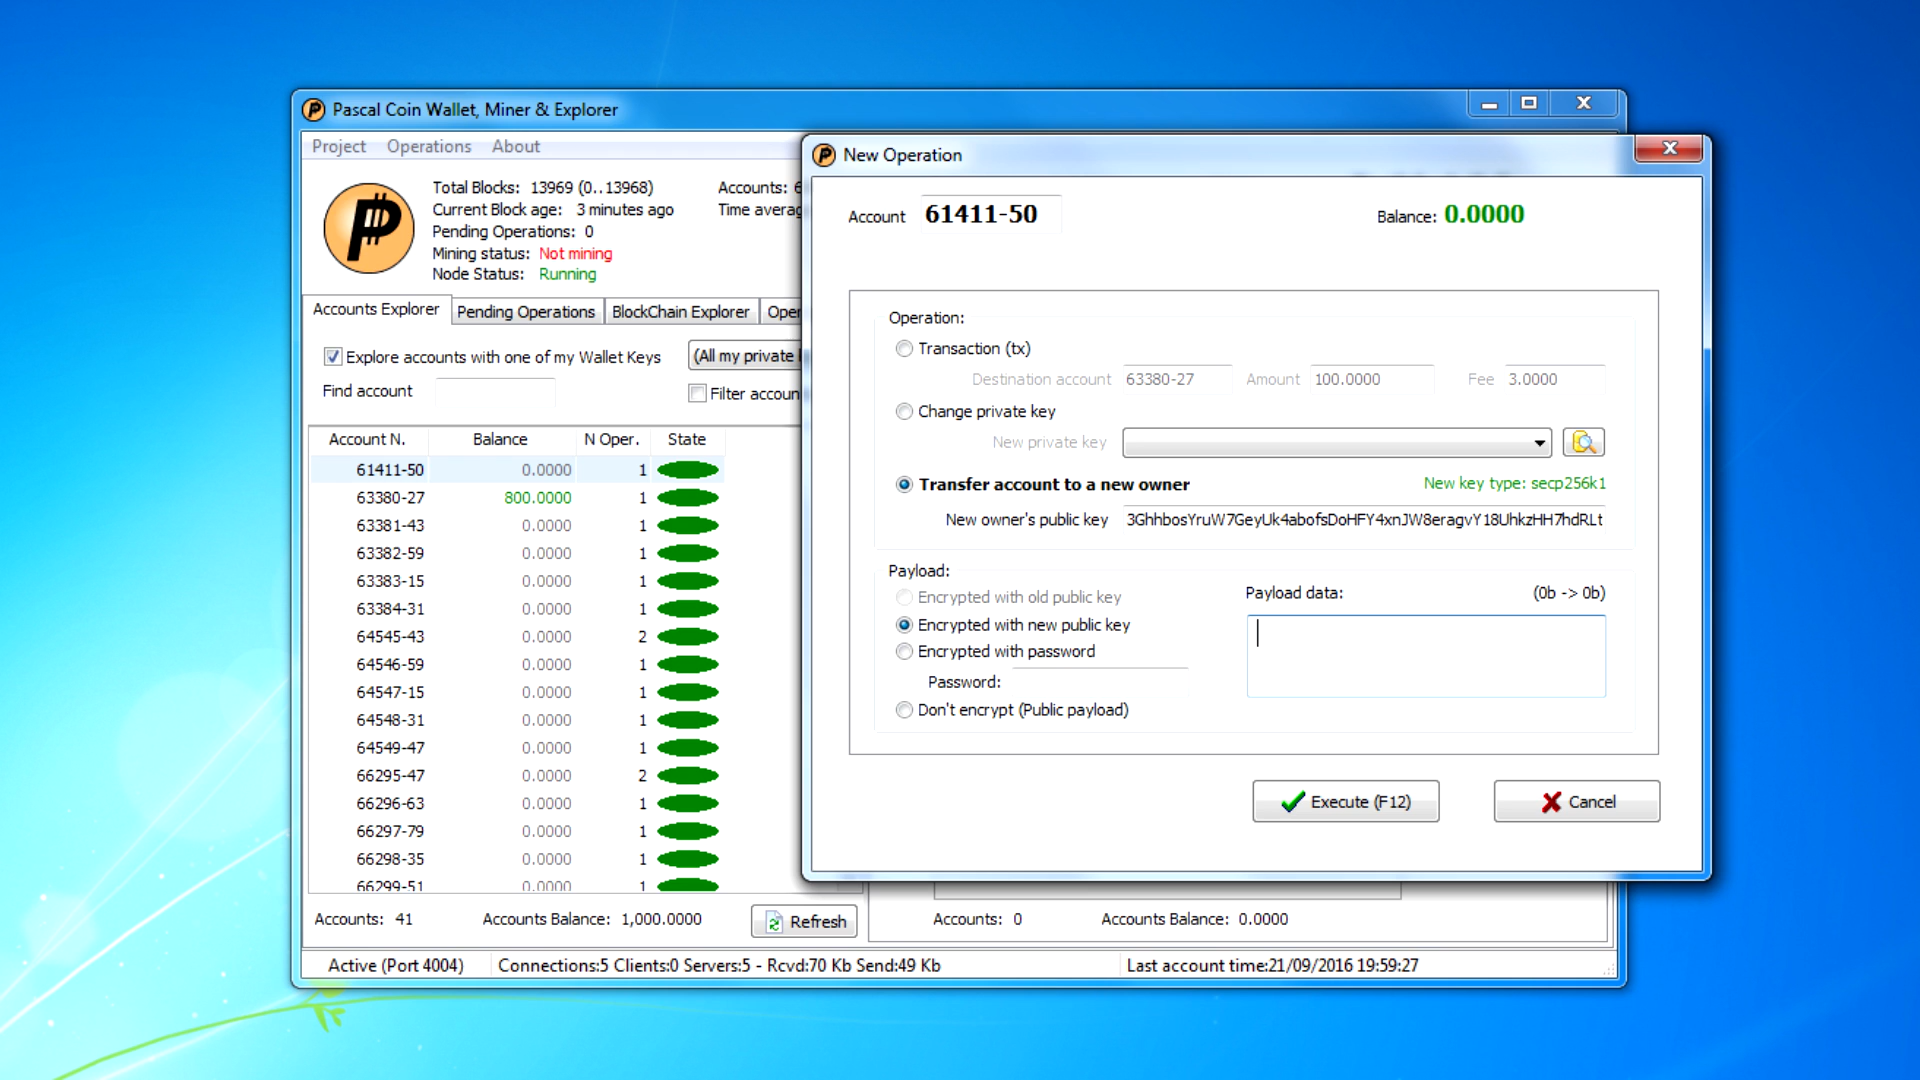 Pascal Coin Wallet, Miner & Explorer
Project Operations About
Total Blocks: 13969 (0..13968)
Current Block age: 3 minutes ago
Pending Operations: 0
Mining status: Not mining
Node Status: Running
Accounts: 6
Time averag
Accounts Explorer Pending Operations BlockChain Explorer Oper
Explore accounts with one of my Wallet Keys (All my private
Find account Filter accoun
Account N. Balance N Oper. State
61411-50 0.0000 1
63380-27 800.0000 1
63381-43 0.0000 1
63382-59 0.0000 1
63383-15 0.0000 1
63384-31 0.0000 1
64545-43 0.0000 2
64546-59 0.0000 1
64547-15 0.0000 1
64548-31 0.0000 1
64549-47 0.0000 1
66295-47 0.0000 2
66296-63 0.0000 1
66297-79 0.0000 1
66298-35 0.0000 1
66299-51 0.0000 1
Accounts: 41 Accounts Balance: 1,000.0000 Refresh
Accounts: 0 Accounts Balance: 0.0000
Active (Port 4004) Connections:5 Clients:0 Servers:5 - Rcvd:70 Kb Send:49 Kb Last account time:21/09/2016 19:59:27
New Operation
Account 61411-50 Balance: 0.0000
Operation:
Transaction (tx)
Destination account 63380-27 Amount 100.0000 Fee 3.0000
Change private key
New private key
Transfer account to a new owner New key type: secp256k1
New owner's public key 3GhhbosYruW7GeyUk4abofsDoHFY4xnJW8eragvY18UhkzHH7hdRLt
Payload:
Encrypted with old public key
Encrypted with new public key
Encrypted with password
Password:
Don't encrypt (Public payload)
Payload data: (0b -> 0b)
Execute (F12) Cancel